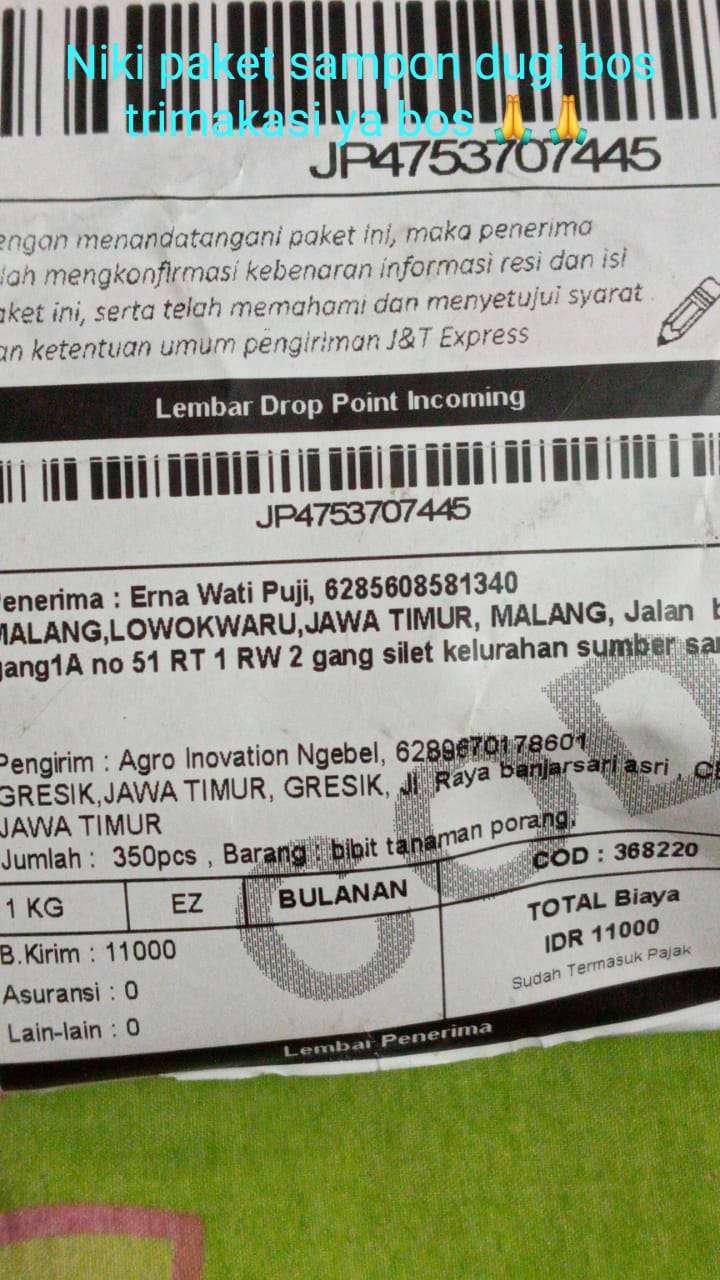 Niki paket sampon dugi bos
trimakasi ya bos 🙏 🙏
JP4753707445
engan menandatangani paket ini, maka penerima
lah mengkonfirmasi kebenaran informasi resi dan isi
aket ini, serta telah memahami dan menyetujui syarat
an ketentuan umum pengiriman J&T Express
Lembar Drop Point Incoming
JP4753707445
enerima : Erna Wati Puji, 6285608581340
MALANG,LOWOKWARU,JAWA TIMUR, MALANG, Jalan
gang1A no 51 RT 1 RW 2 gang silet kelurahan sumber sa
Pengirim : Agro Inovation Ngebel, 6289670178601
GRESIK,JAWA TIMUR, GRESIK, Jl Raya banjarsari asri , CE
JAWA TIMUR
Jumlah : 350pcs , Barang : bibit tanaman porang,
COD : 368220
1 KG EZ BULANAN
TOTAL Biaya
IDR 11000
Sudah Termasuk Pajak
B.Kirim : 11000
Asuransi : 0
Lain-lain : 0
COD
Lembar Penerima